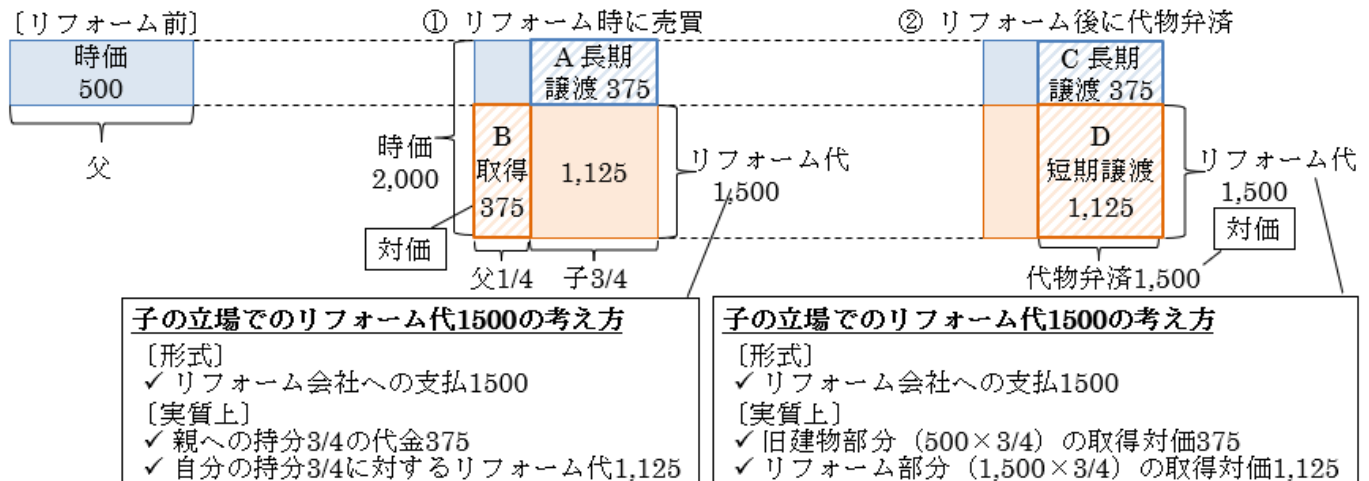 〔リフォーム前〕
① リフォーム時に売買
② リフォーム後に代物弁済
時価
500
父
A 長期
譲渡 375
時価
2,000
B
取得
375
1,125
リフォーム代
1,500
対価
父1/4
子3/4
C 長期
譲渡 375
D
短期譲渡
1,125
リフォーム代
1,500
対価
代物弁済1,500
子の立場でのリフォーム代1500の考え方
〔形式〕
✓ リフォーム会社への支払1500
〔実質上〕
✓ 親への持分3/4の代金375
✓ 自分の持分3/4に対するリフォーム代1,125
子の立場でのリフォーム代1500の考え方
〔形式〕
✓ リフォーム会社への支払1500
〔実質上〕
✓ 旧建物部分（500×3/4）の取得対価375
✓ リフォーム部分（1,500×3/4）の取得対価1,125